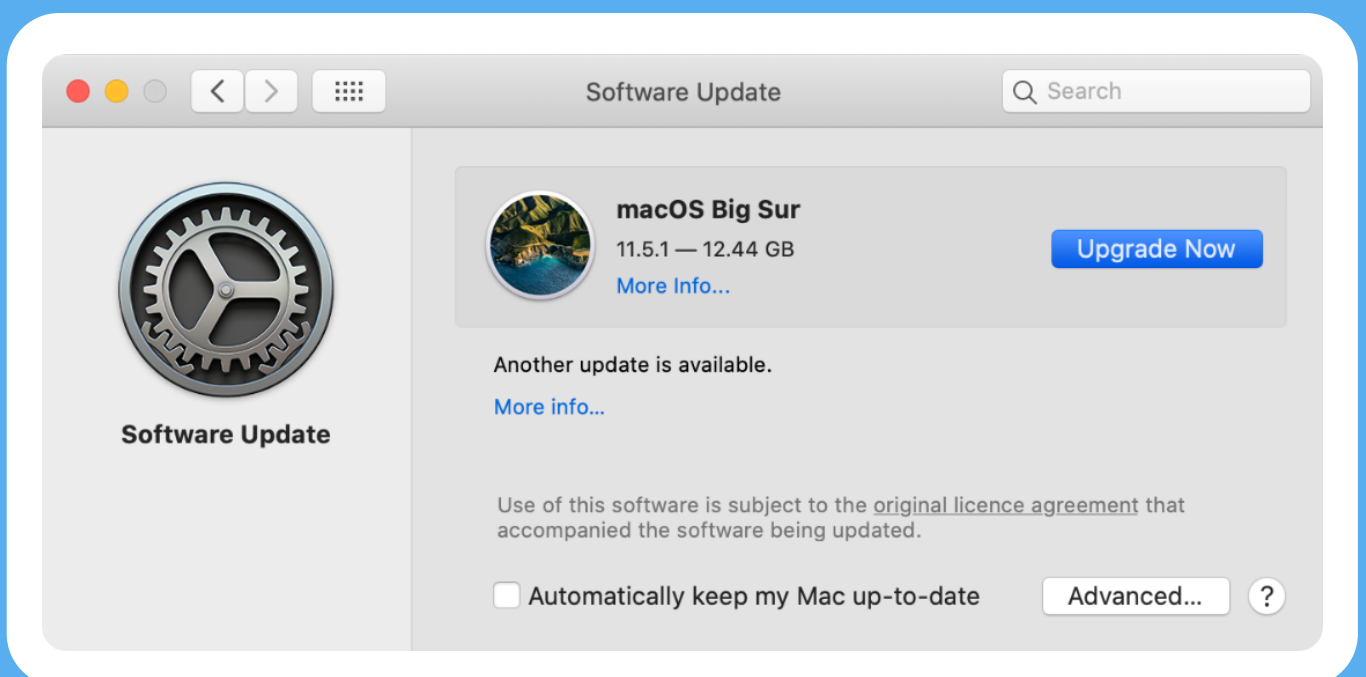 Software Update
Search
Software Update
macOS Big Sur
11.5.1 — 12.44 GB
More Info...
Upgrade Now
Another update is available.
More info...
Use of this software is subject to the original licence agreement that
accompanied the software being updated.
Automatically keep my Mac up-to-date
Advanced...
?